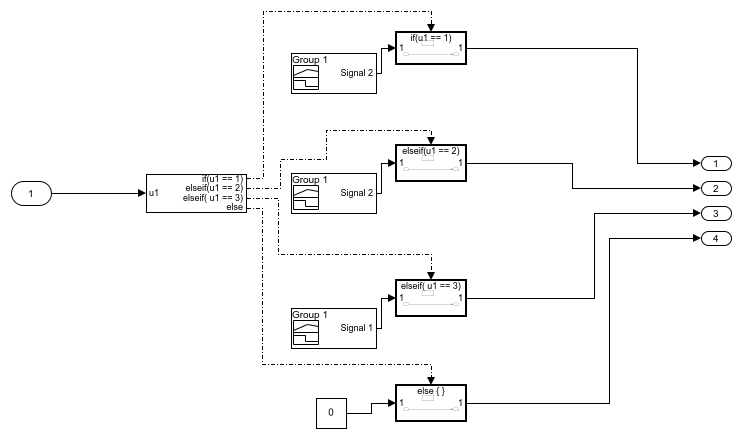 if(u1 == 1)
1
1
Group 1
Signal 2
elseif(u1 == 2)
1
1
1
if(u1 == 1)
elseif(u1 == 2)
elseif( u1 == 3)
else
u1
1
Group 1
Signal 2
2
3
4
elseif( u1 == 3)
1
1
Group 1
Signal 1
else { }
1
1
0